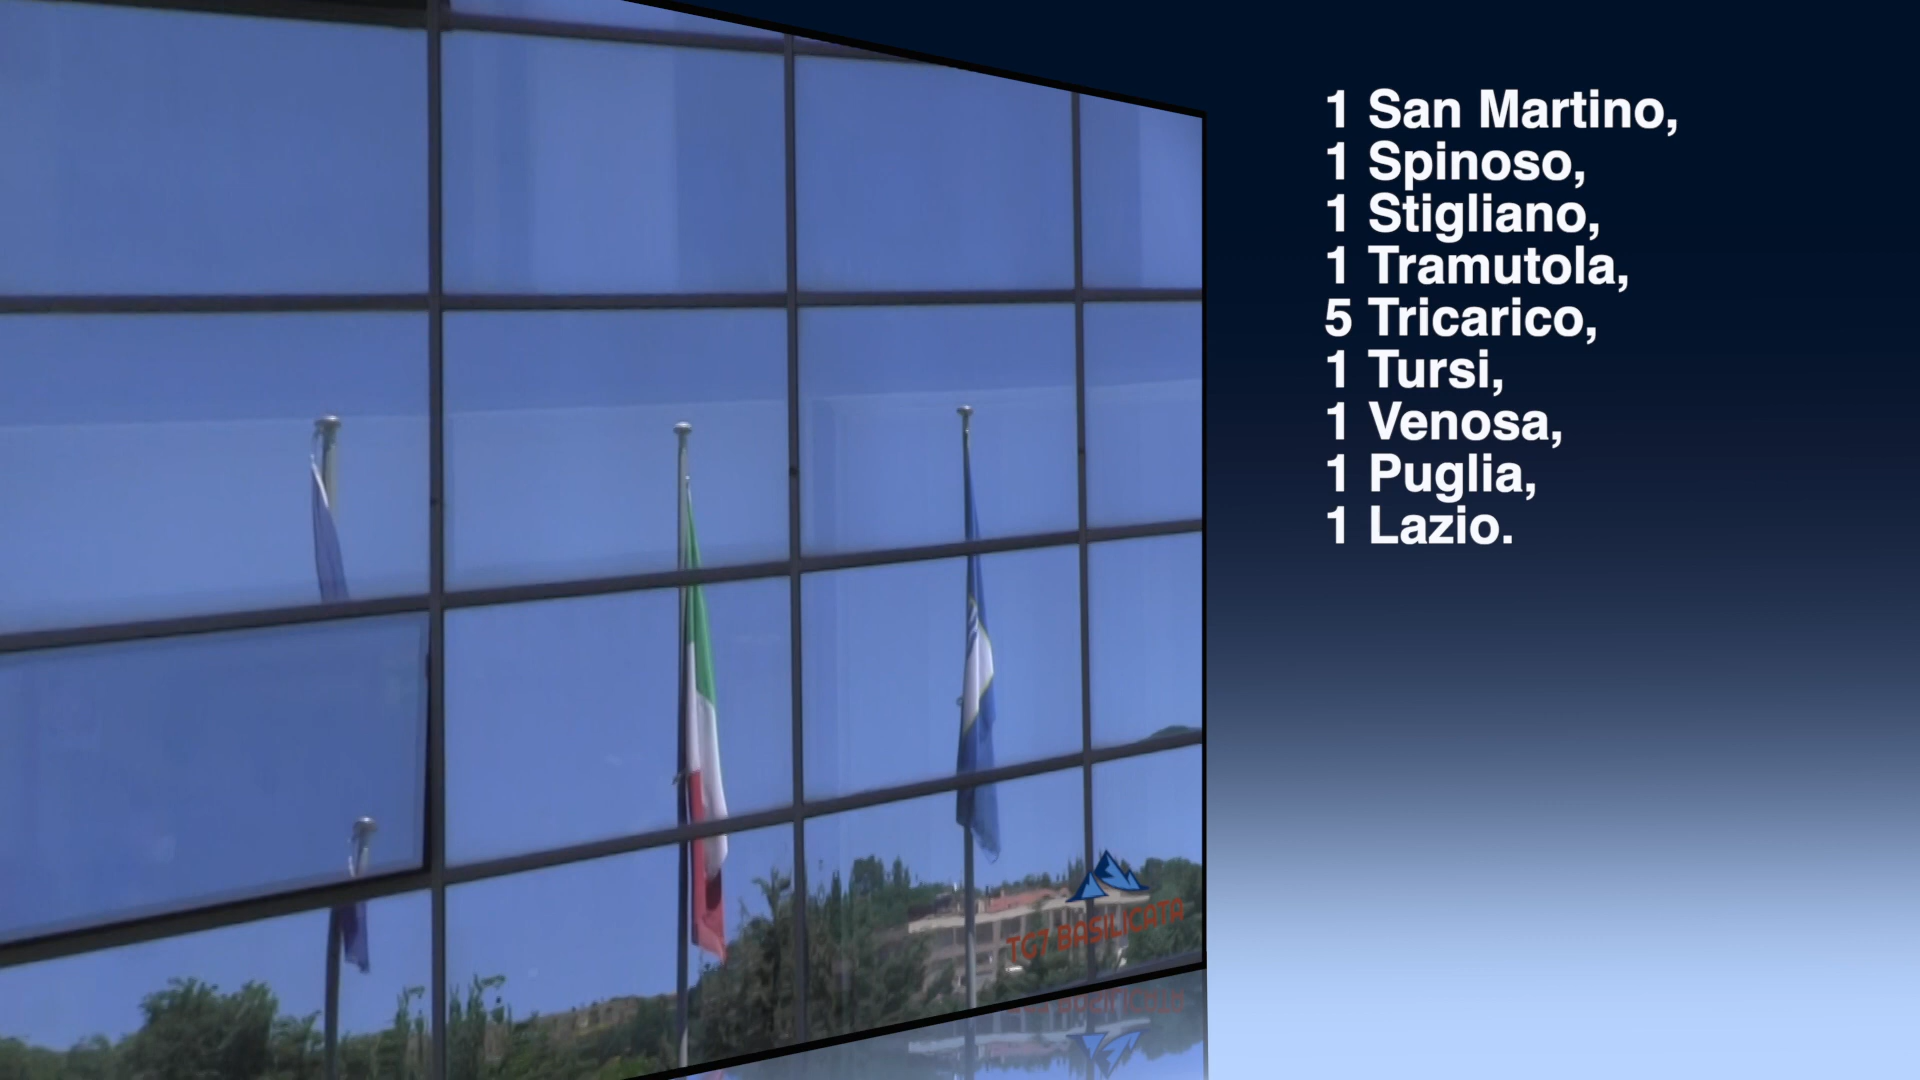 1 San Martino,
1 Spinoso,
1 Stigliano,
1 Tramutola,
5 Tricarico,
1 Tursi,
1 Venosa,
1 Puglia,
1 Lazio.
TG7 BASILICATA